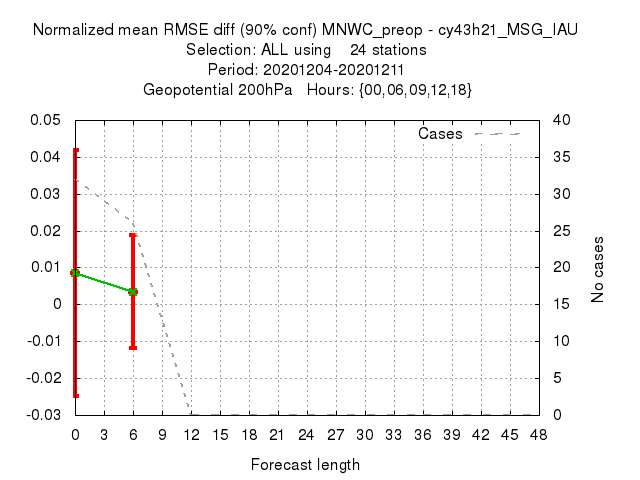 Normalized mean RMSE diff (90% conf) MNWC_preop - cy43h21_MSG_IAU
Selection: ALL using 24 stations
Period: 20201204-20201211
Geopotential 200hPa Hours: {00,06,09,12,18}
0.05
0.04
0.03
0.02
0.01
0
-0.01
-0.02
-0.03
Cases
40
35
30
25
20
15
10
5
0
No cases
0 3 6 9 12 15 18 21 24 27 30 33 36 39 42 45 48
Forecast length